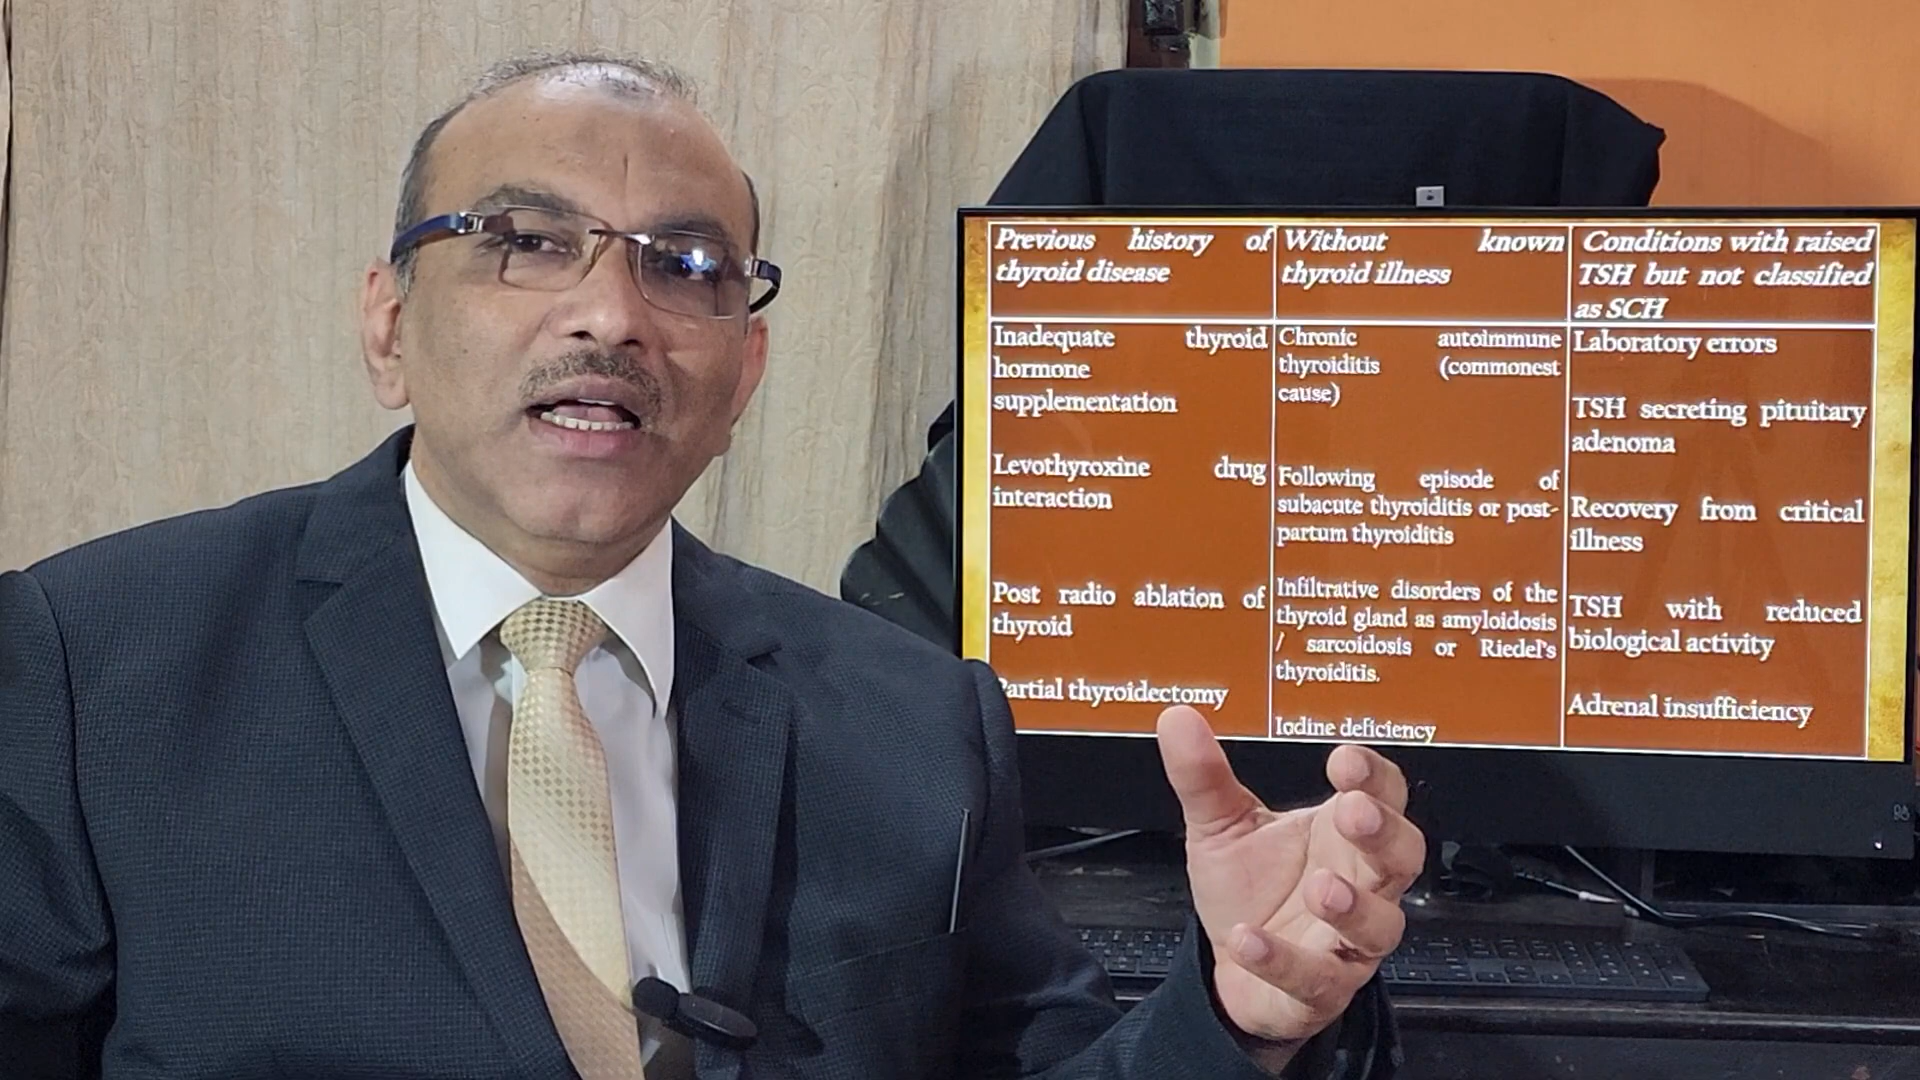 Previous history of
thyroid disease
Without known
thyroid illness
Conditions with raised
TSH but not classified
as SCH
Inadequate thyroid
hormone
supplementation
Levothyroxine drug
interaction
Post radio ablation of
thyroid
Partial thyroidectomy
Chronic autoimmune
thyroiditis (commonest
cause)
Following episode of
subacute thyroiditis or post-
partum thyroiditis
Infiltrative disorders of the
thyroid gland as amyloidosis
/ sarcoidosis or Riedel's
thyroiditis.
Iodine deficiency
Laboratory errors
TSH secreting pituitary
adenoma
Recovery from critical
illness
TSH with reduced
biological activity
Adrenal insufficiency